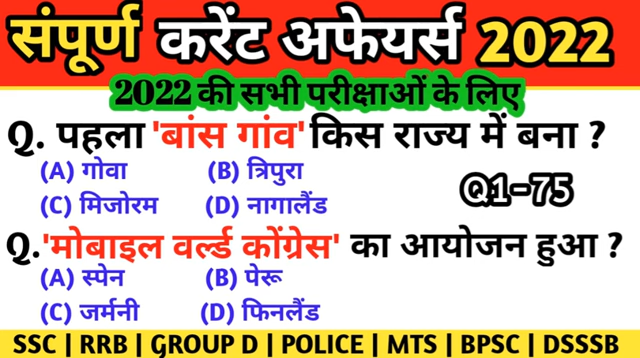 संपूर्ण करेंट अफेयर्स 2022
2022 की सभी परीक्षाओं के लिए
Q. पहला 'बांस गांव' किस राज्य में बना ?
(A) गोवा (B) त्रिपुरा
(C) मिजोरम (D) नागालैंड
Q1-75
Q. 'मोबाइल वर्ल्ड कोंग्रेस' का आयोजन हुआ ?
(A) स्पेन (B) पेरू
(C) जर्मनी (D) फिनलैंड
SSC | RRB | GROUP D | POLICE | MTS | BPSC | DSSSB